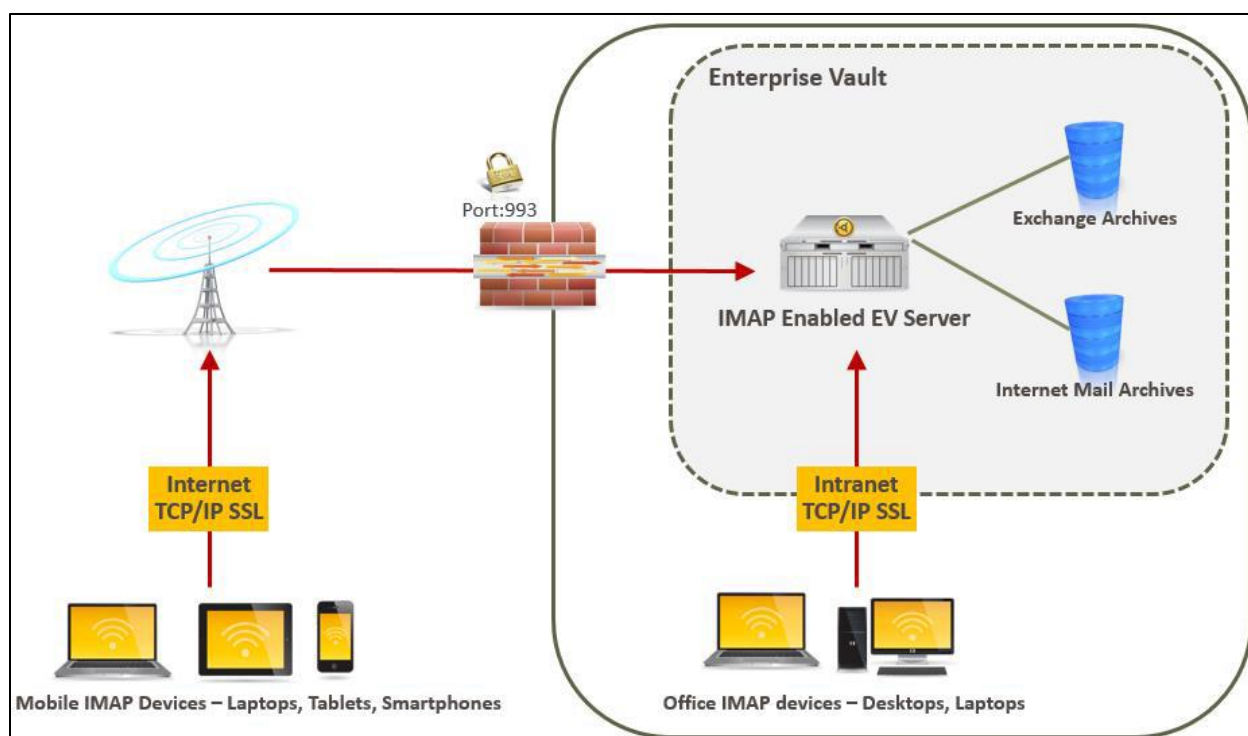 Enterprise Vault
Port:993
Exchange Archives
IMAP Enabled EV Server
Internet Mail Archives
Internet
TCP/IP SSL
Intranet
TCP/IP SSL
Mobile IMAP Devices – Laptops, Tablets, Smartphones
Office IMAP devices – Desktops, Laptops